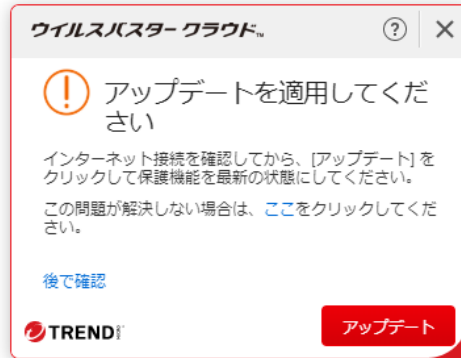 ウイルスバスター クラウド™
アップデートを適用してくだ
さい
インターネット接続を確認してから、[アップデート] を
クリックして保護機能を最新の状態にしてください。
この問題が解決しない場合は、ここをクリックしてくだ
さい。
後で確認
TREND
アップデート